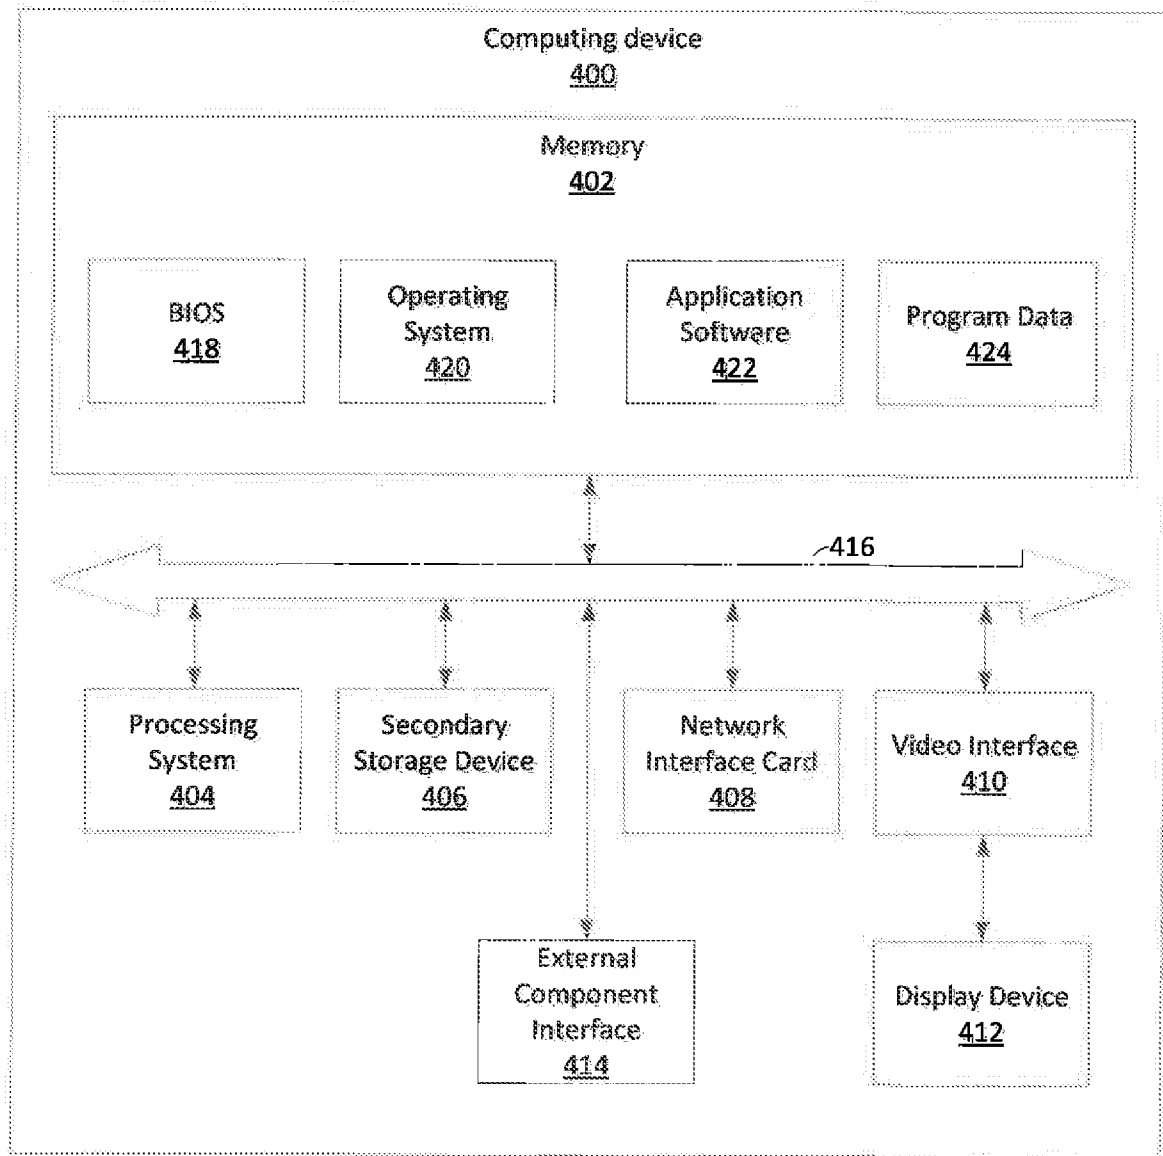 Computing device
400
Memory
402
BIOS
418
Operating
System
420
Application
Software
422
Program Data
424
416
Processing
System
404
Secondary
Storage Device
406
Network
Interface Card
408
Video Interface
410
External
Component
Interface
414
Display Device
412